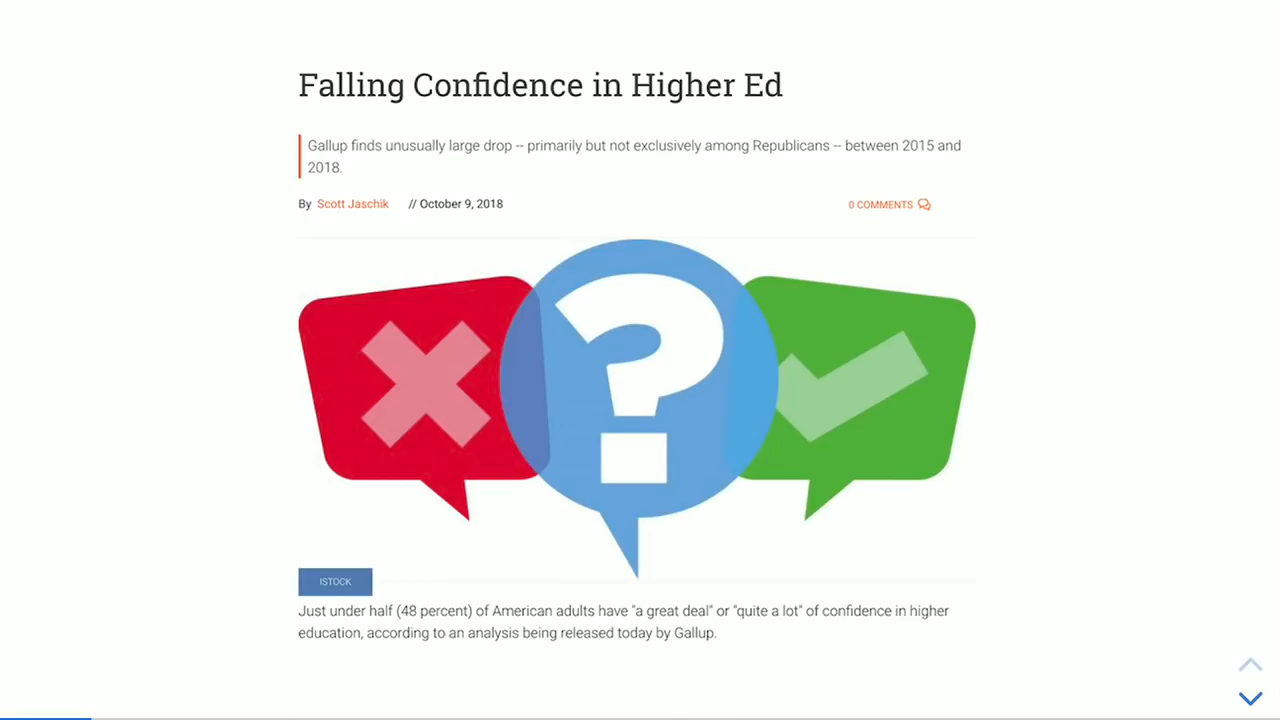 Falling Confidence in Higher Ed
Gallup finds unusually large drop -- primarily but not exclusively among Republicans -- between 2015 and
2018.
By Scott Jaschik // October 9, 2018
0 COMMENTS
?
ISTOCK
Just under half (48 percent) of American adults have "a great deal" or "quite a lot" of confidence in higher
education, according to an analysis being released today by Gallup.